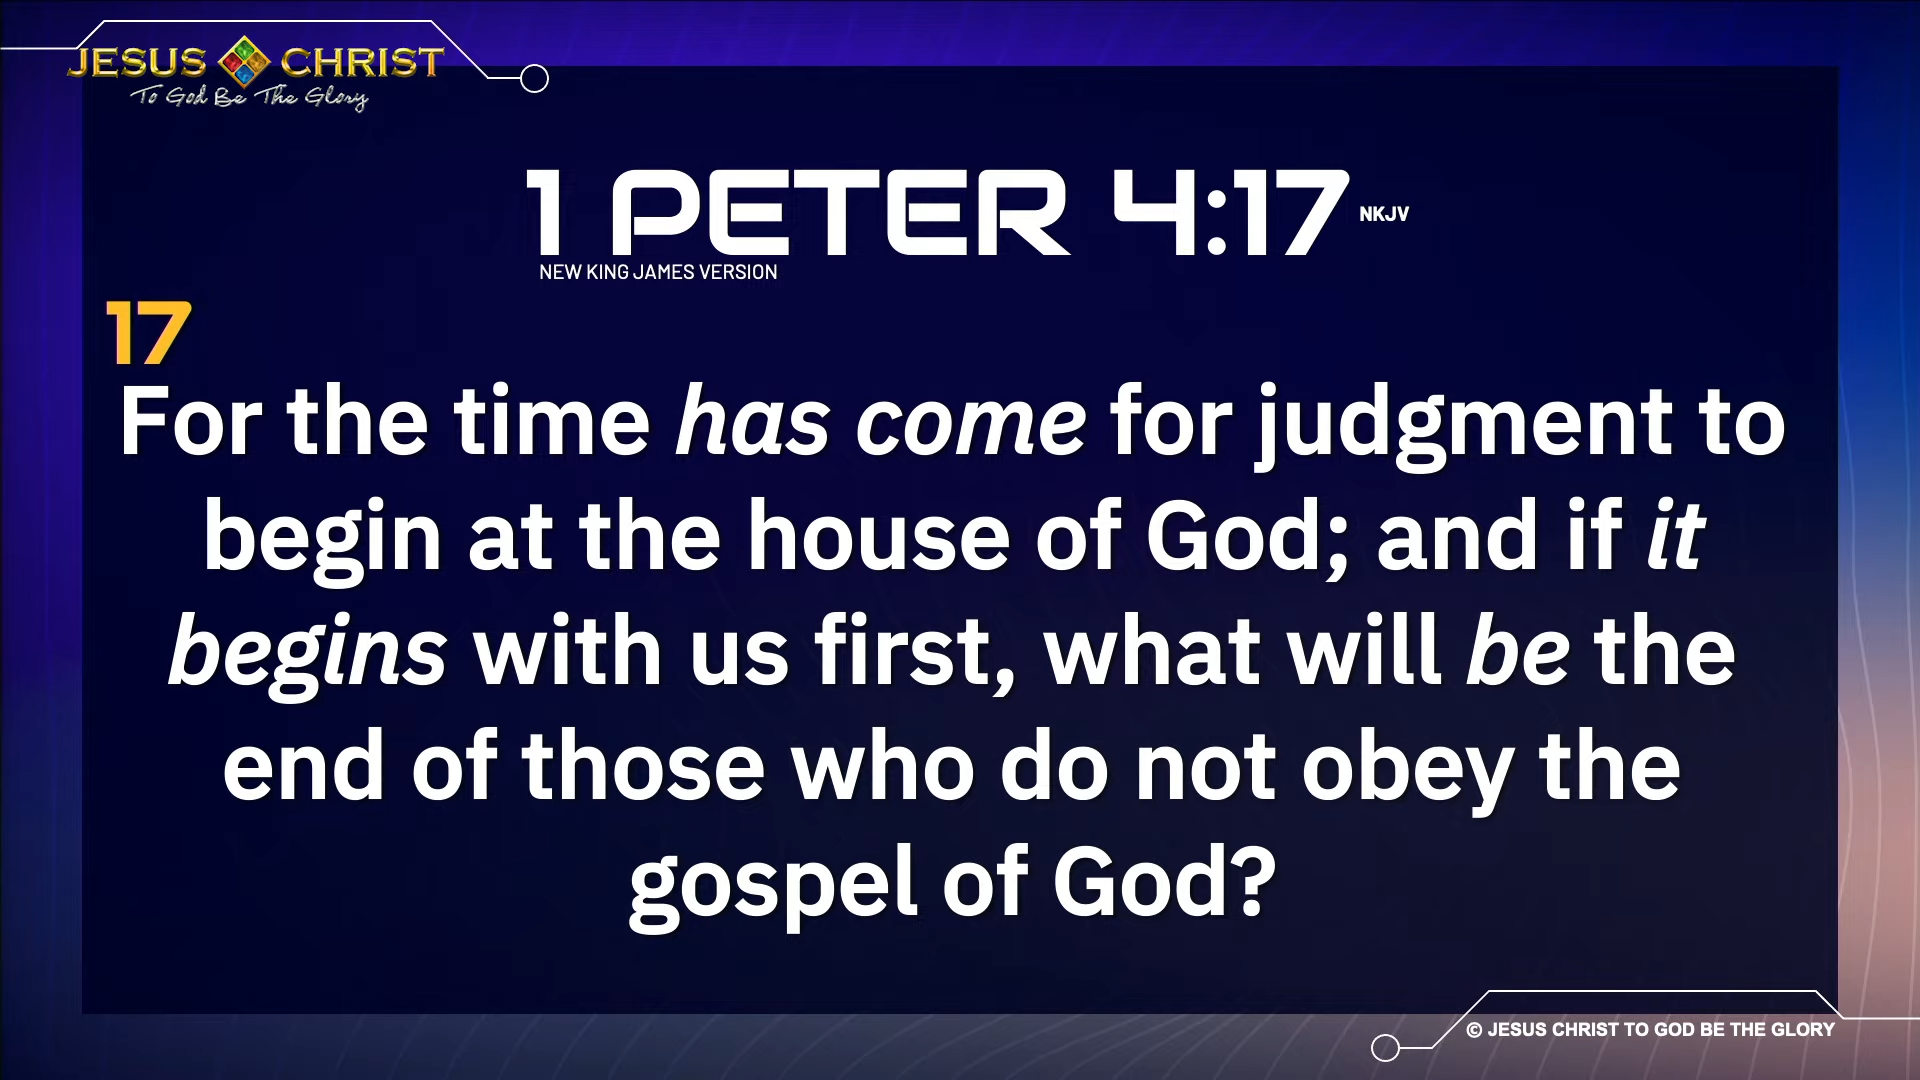 JESUS CHRIST
To God Be The Glory
1 PETER 4:17 NKJV
NEW KING JAMES VERSION
17
For the time has come for judgment to
begin at the house of God; and if it
begins with us first, what will be the
end of those who do not obey the
gospel of God?
© JESUS CHRIST TO GOD BE THE GLORY